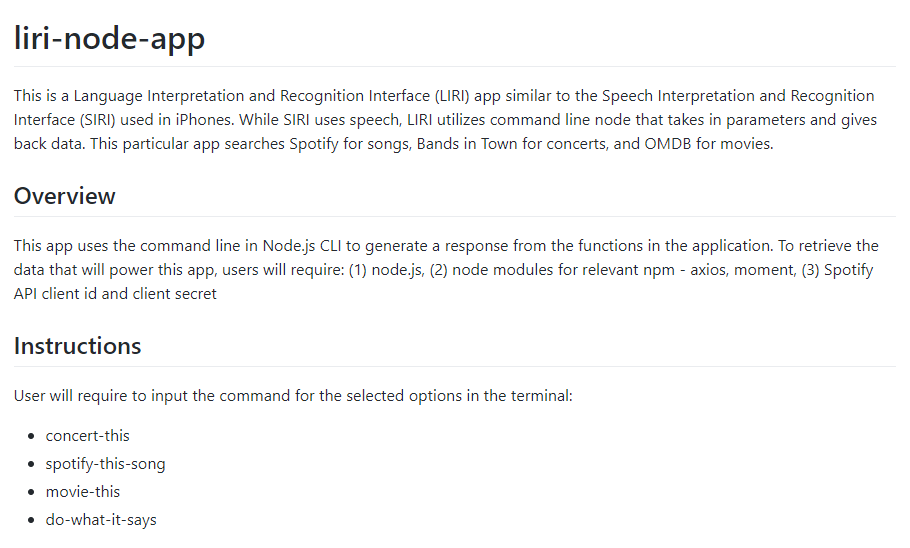 liri-node-app
This is a Language Interpretation and Recognition Interface (LIRI) app similar to the Speech Interpretation and Recognition
Interface (SIRI) used in iPhones. While SIRI uses speech, LIRI utilizes command line node that takes in parameters and gives
back data. This particular app searches Spotify for songs, Bands in Town for concerts, and OMDB for movies.
Overview
This app uses the command line in Node.js CLI to generate a response from the functions in the application. To retrieve the
data that will power this app, users will require: (1) node.js, (2) node modules for relevant npm - axios, moment, (3) Spotify
API client id and client secret
Instructions
User will require to input the command for the selected options in the terminal:
• concert-this
• spotify-this-song
• movie-this
• do-what-it-says